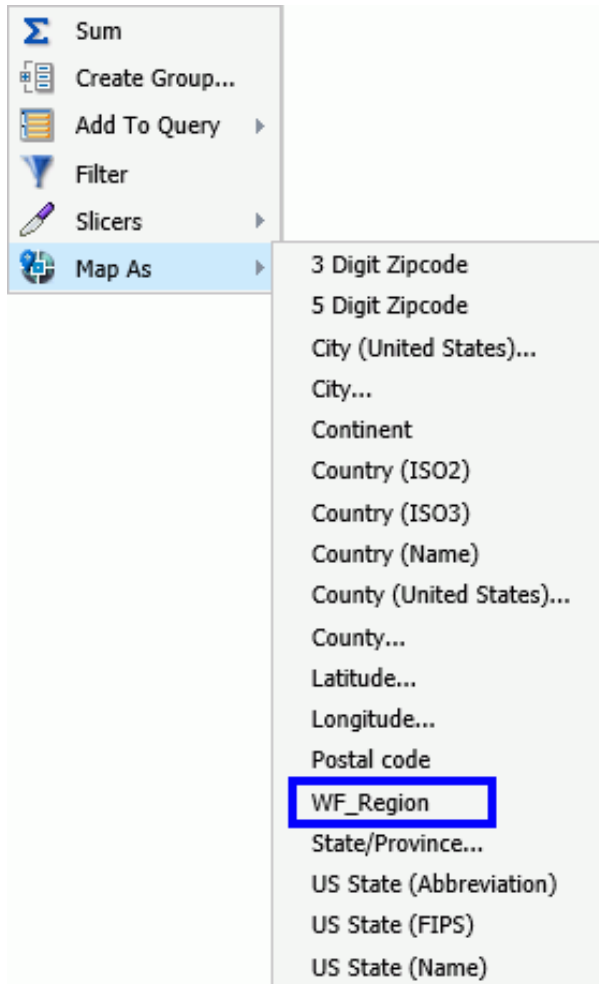 Sum
Create Group...
Add To Query
Filter
Slicers
Map As
3 Digit Zipcode
5 Digit Zipcode
City (United States)...
City...
Continent
Country (ISO2)
Country (ISO3)
Country (Name)
County (United States)...
County...
Latitude...
Longitude...
Postal code
WF_Region
State/Province...
US State (Abbreviation)
US State (FIPS)
US State (Name)